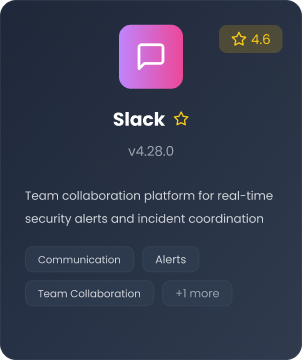 4.6
Slack
v4.28.0
Team collaboration platform for real-time
security alerts and incident coordination
Communication
Alerts
Team Collaboration
+1 more